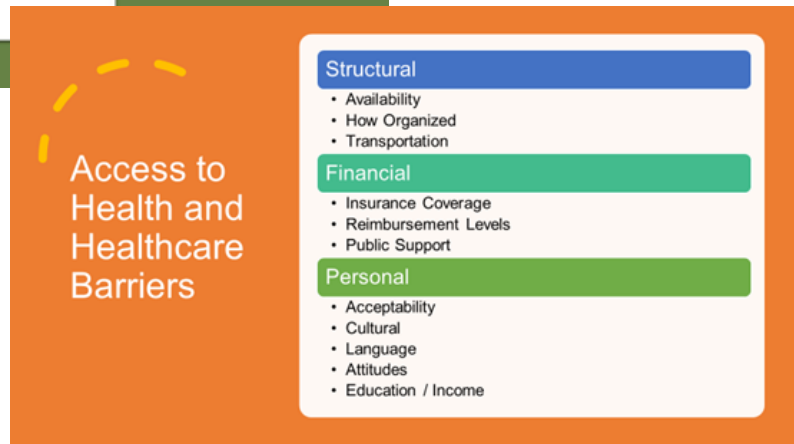 Access to
Health and
Healthcare
Barriers
Structural
• Availability
• How Organized
• Transportation
Financial
• Insurance Coverage
• Reimbursement Levels
• Public Support
Personal
• Acceptability
• Cultural
• Language
• Attitudes
• Education / Income